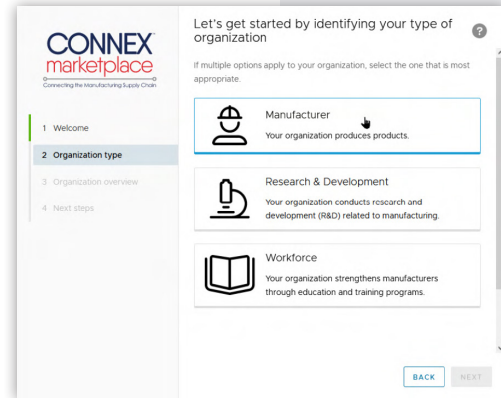 CONNEX
marketplace
Connecting the Manufacturing Supply Chain
1 Welcome
2 Organization type
3 Organization overview
4 Next steps
Let's get started by identifying your type of
organization
?
If multiple options apply to your organization, select the one that is most
appropriate.
Manufacturer
Your organization produces products.
Research & Development
Your organization conducts research and
development (R&D) related to manufacturing.
Workforce
Your organization strengthens manufacturers
through education and training programs.
BACK
NEXT